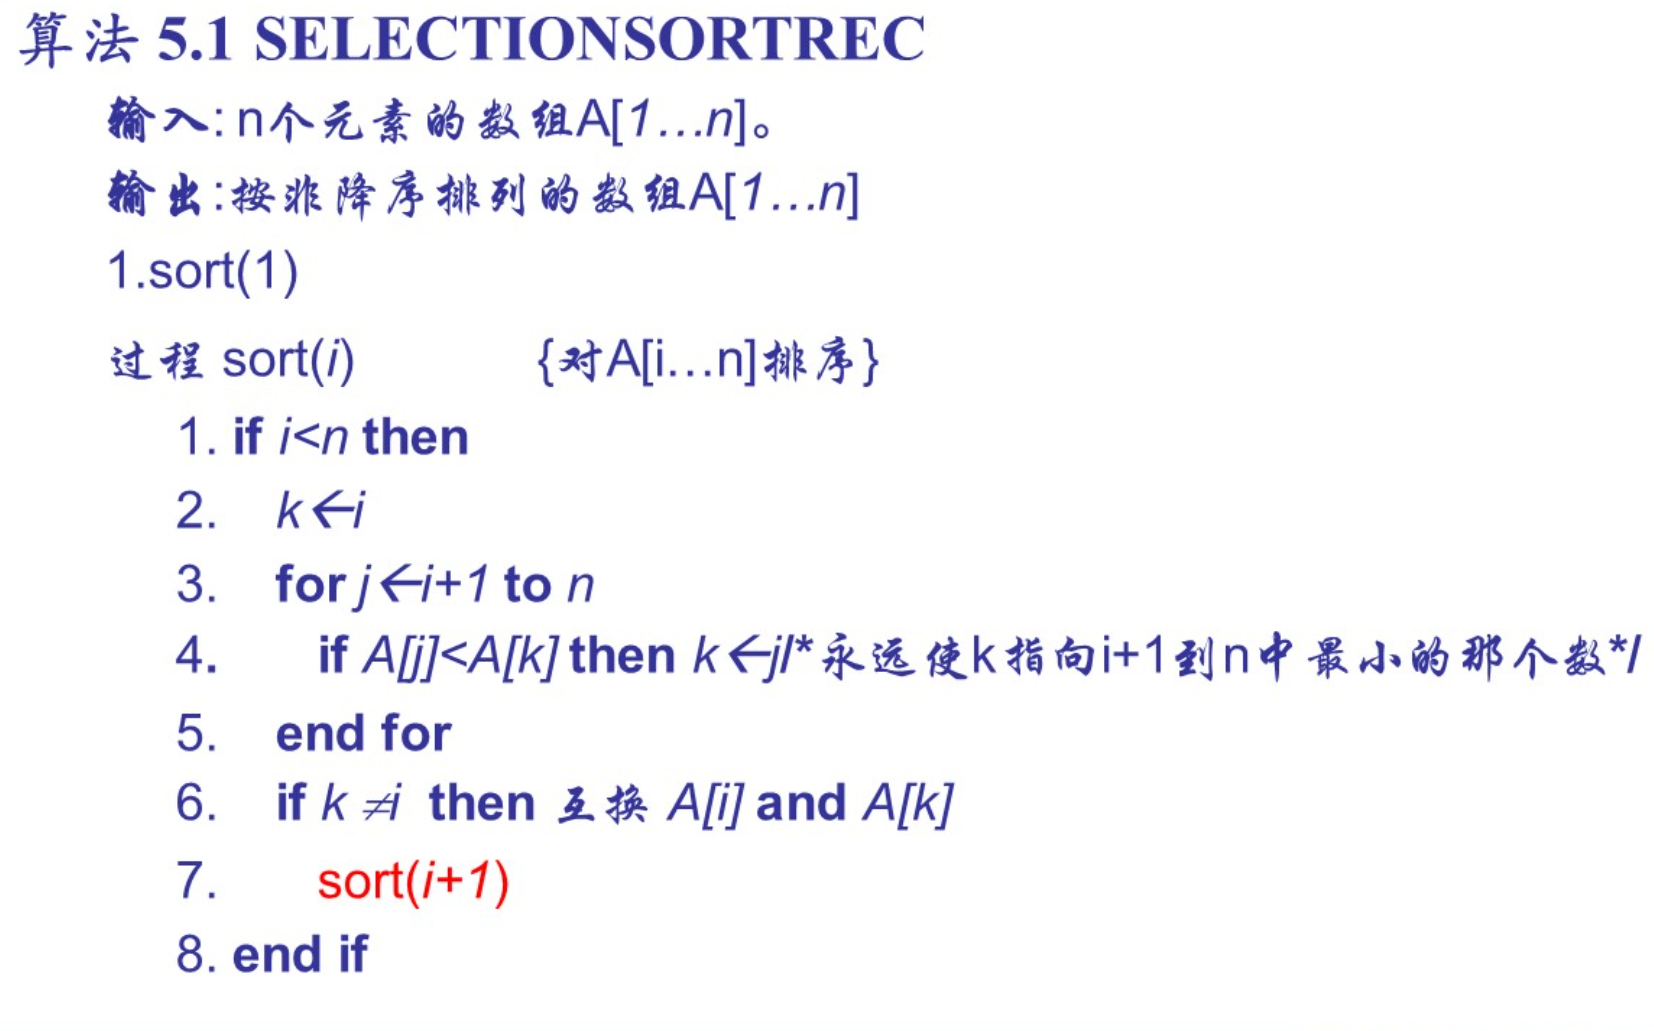 算法 5.1 SELECTIONSORTREC
输入: n个元素的数组A[1…n]。
输出:按非降序排列的数组A[1…n]
1.sort(1)
过程 sort(i) {对A[i…n]排序}
1. if i<n then
2. k←i
3. for j←i+1 to n
4. if A[j]<A[k] then k←j/*永远使k指向i+1到n中最小的那个数*/
5. end for
6. if k ≠i then 互换 A[i] and A[k]
7. sort(i+1)
8. end if